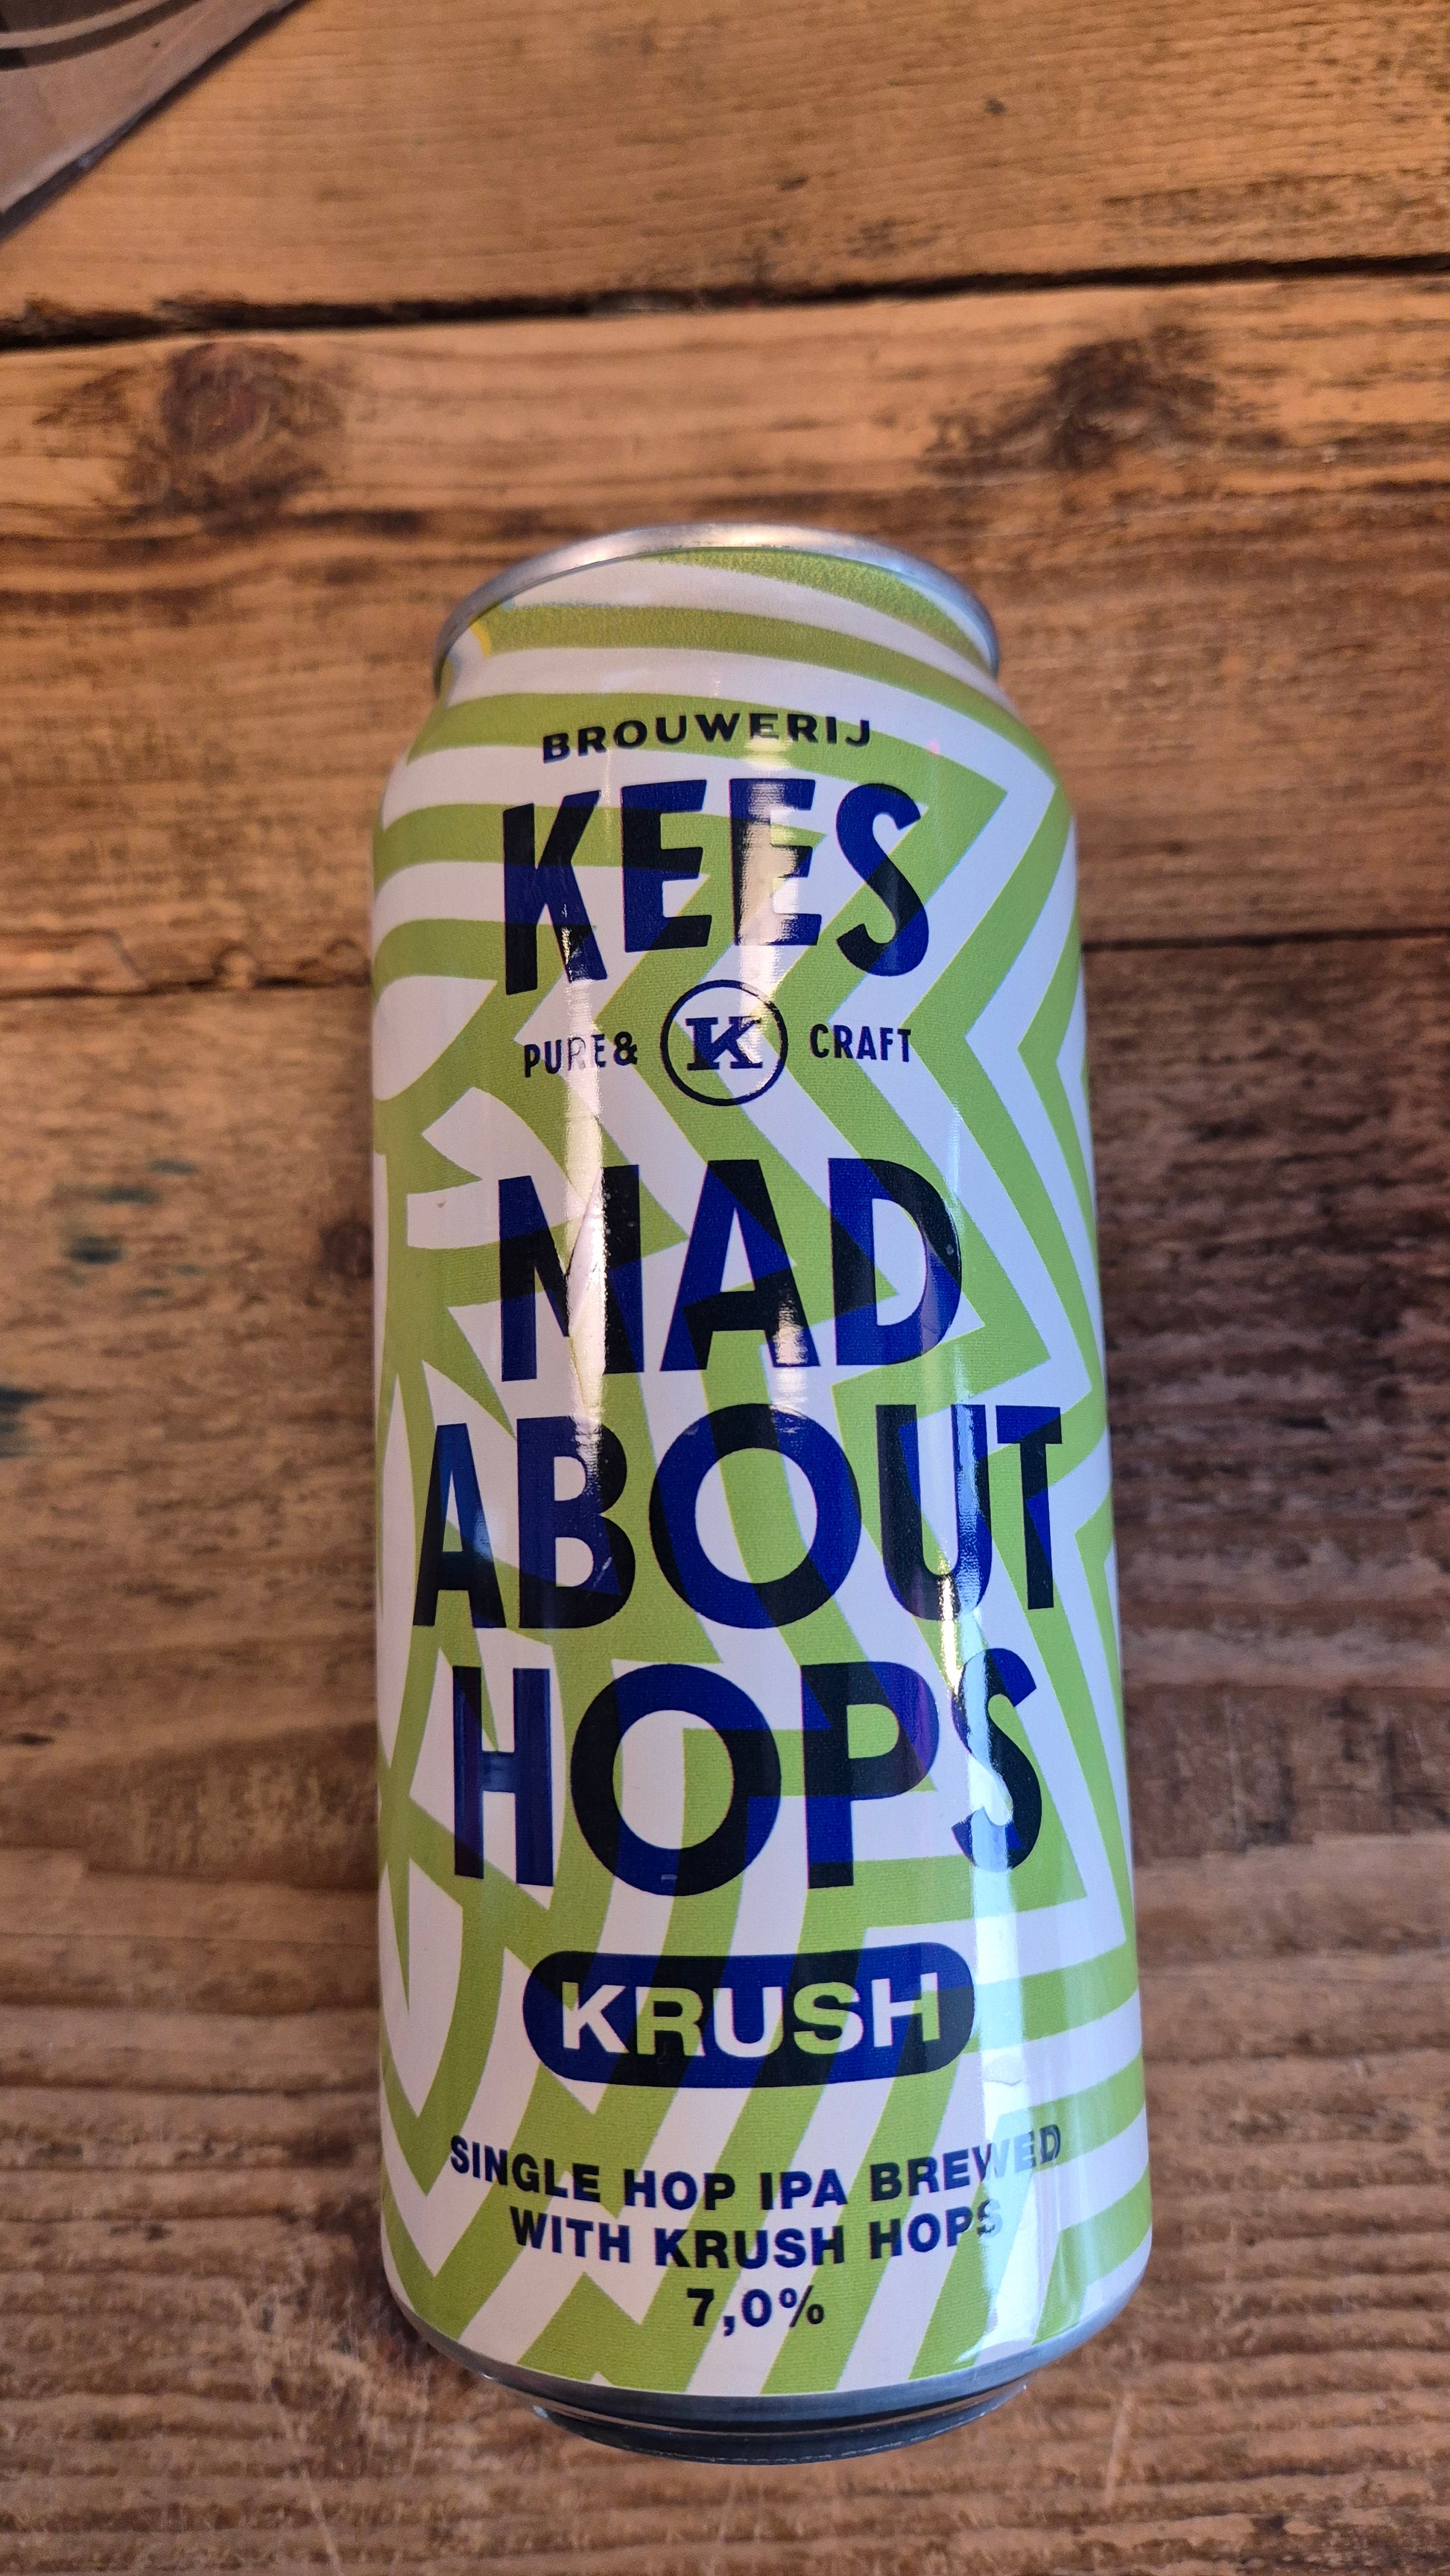 BROUWERIJ
KEES
PURE & K CRAFT
MAD
ABOUT
HOPS
KRUSH
SINGLE HOP IPA BREWED
WITH KRUSH HOPS
7,0%